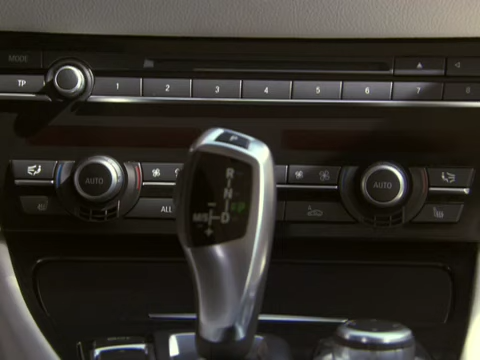 MODE
TP 1 2 3 4 5 6 7 8
P
R
N
M/S D P
+
AUTO AUTO
ALL